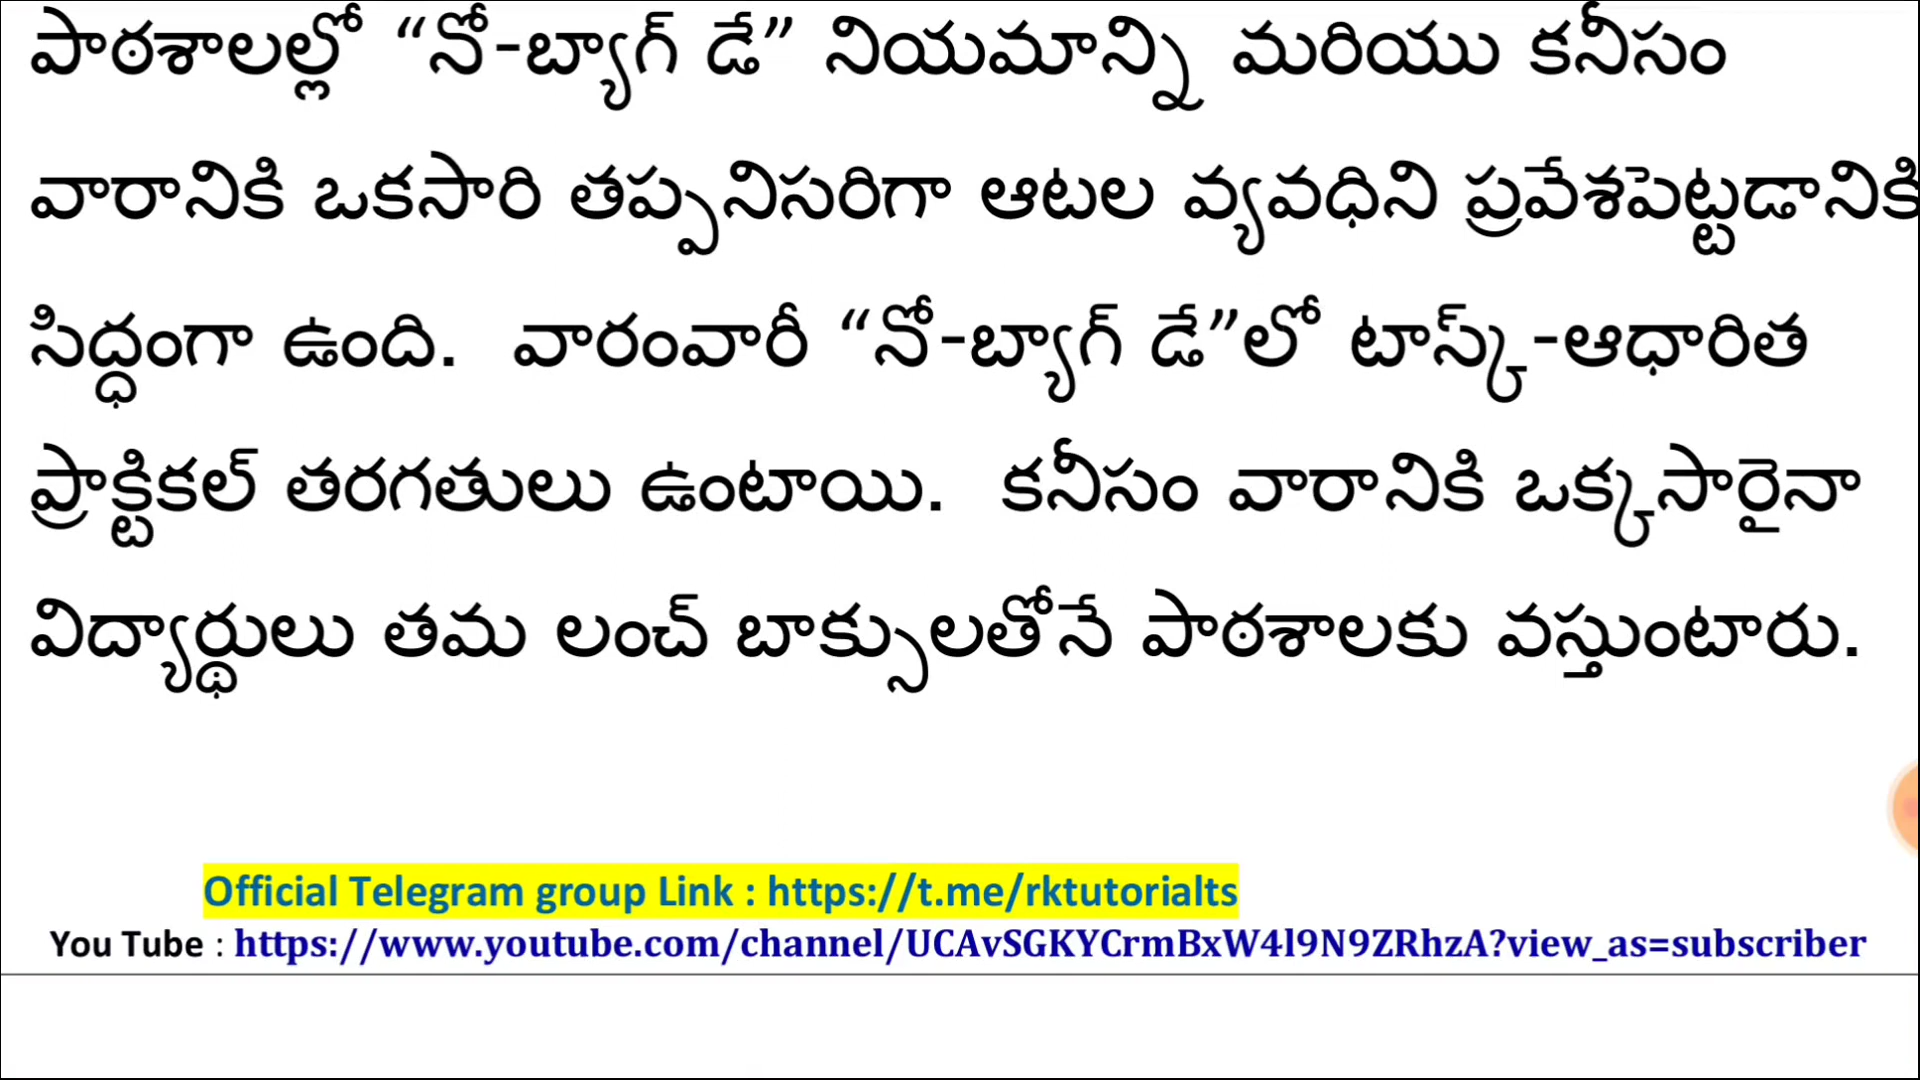 పాఠశాలల్లో “నో-బ్యాగ్ డే” నియమాన్ని మరియు కనీసం
వారానికి ఒకసారి తప్పనిసరిగా ఆటల వ్యవధిని ప్రవేశపెట్టడానికి
సిద్ధంగా ఉంది. వారంవారీ “నో-బ్యాగ్ డే”లో టాస్క్-ఆధారిత
ప్రాక్టికల్ తరగతులు ఉంటాయి. కనీసం వారానికి ఒక్కసారైనా
విద్యార్థులు తమ లంచ్ బాక్సులతోనే పాఠశాలకు వస్తుంటారు.
Official Telegram group Link : https://t.me/rktutorialts
You Tube : https://www.youtube.com/channel/UCAvSGKYCrmBxW4l9N9ZRhzA?view_as=subscriber